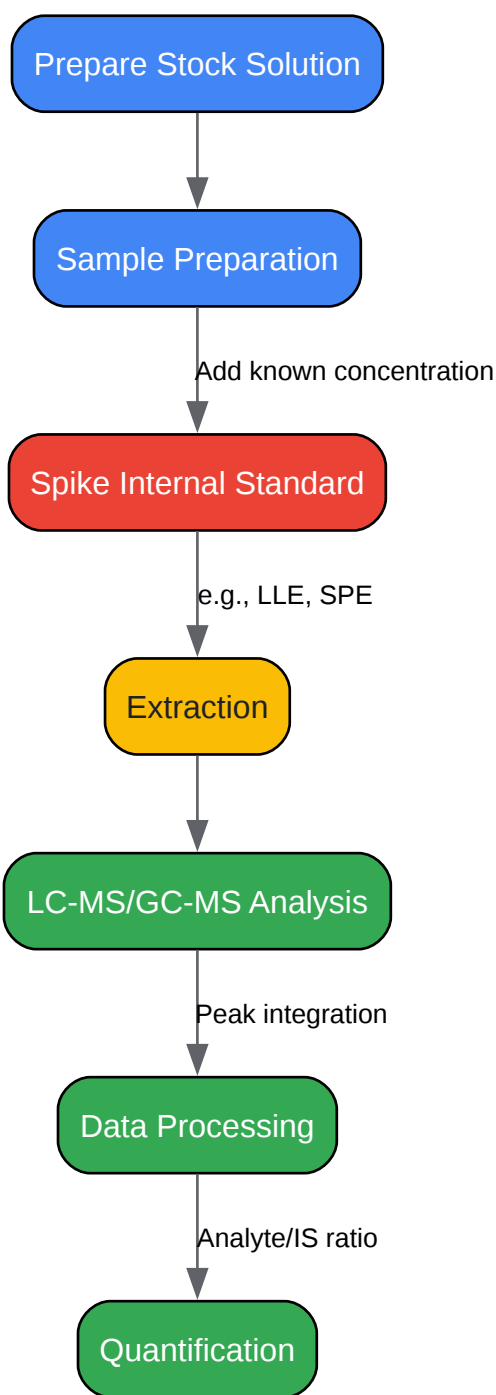 Prepare Stock Solution
Sample Preparation
Add known concentration
Spike Internal Standard
e.g., LLE, SPE
Extraction
LC-MS/GC-MS Analysis
Peak integration
Data Processing
Analyte/IS ratio
Quantification